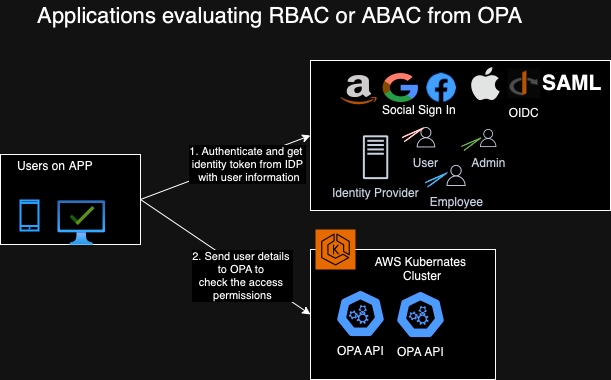 Applications evaluating RBAC or ABAC from OPA
Users on APP
1. Authenticate and get
identity token from IDP
with user information
a
Social Sign In
SAML
OIDC
Identity Provider
User
Admin
Employee
2. Send user details
to OPA to
check the access
permissions
K
AWS Kubernates
Cluster
OPA API
OPA API